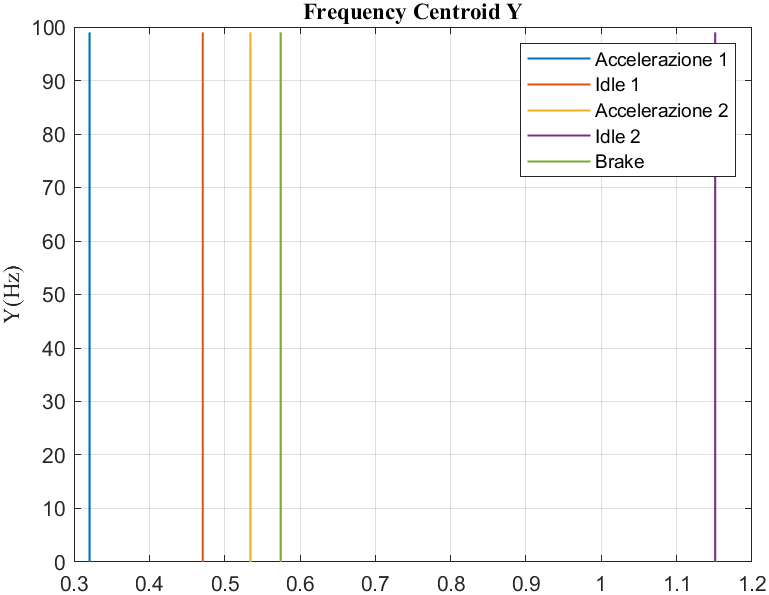 Frequency Centroid Y
100
90
80
70
60
50
40
30
20
10
0
Y(Hz)
Accelerazione 1
Idle 1
Accelerazione 2
Idle 2
Brake
0.3 0.4 0.5 0.6 0.7 0.8 0.9 1 1.1 1.2